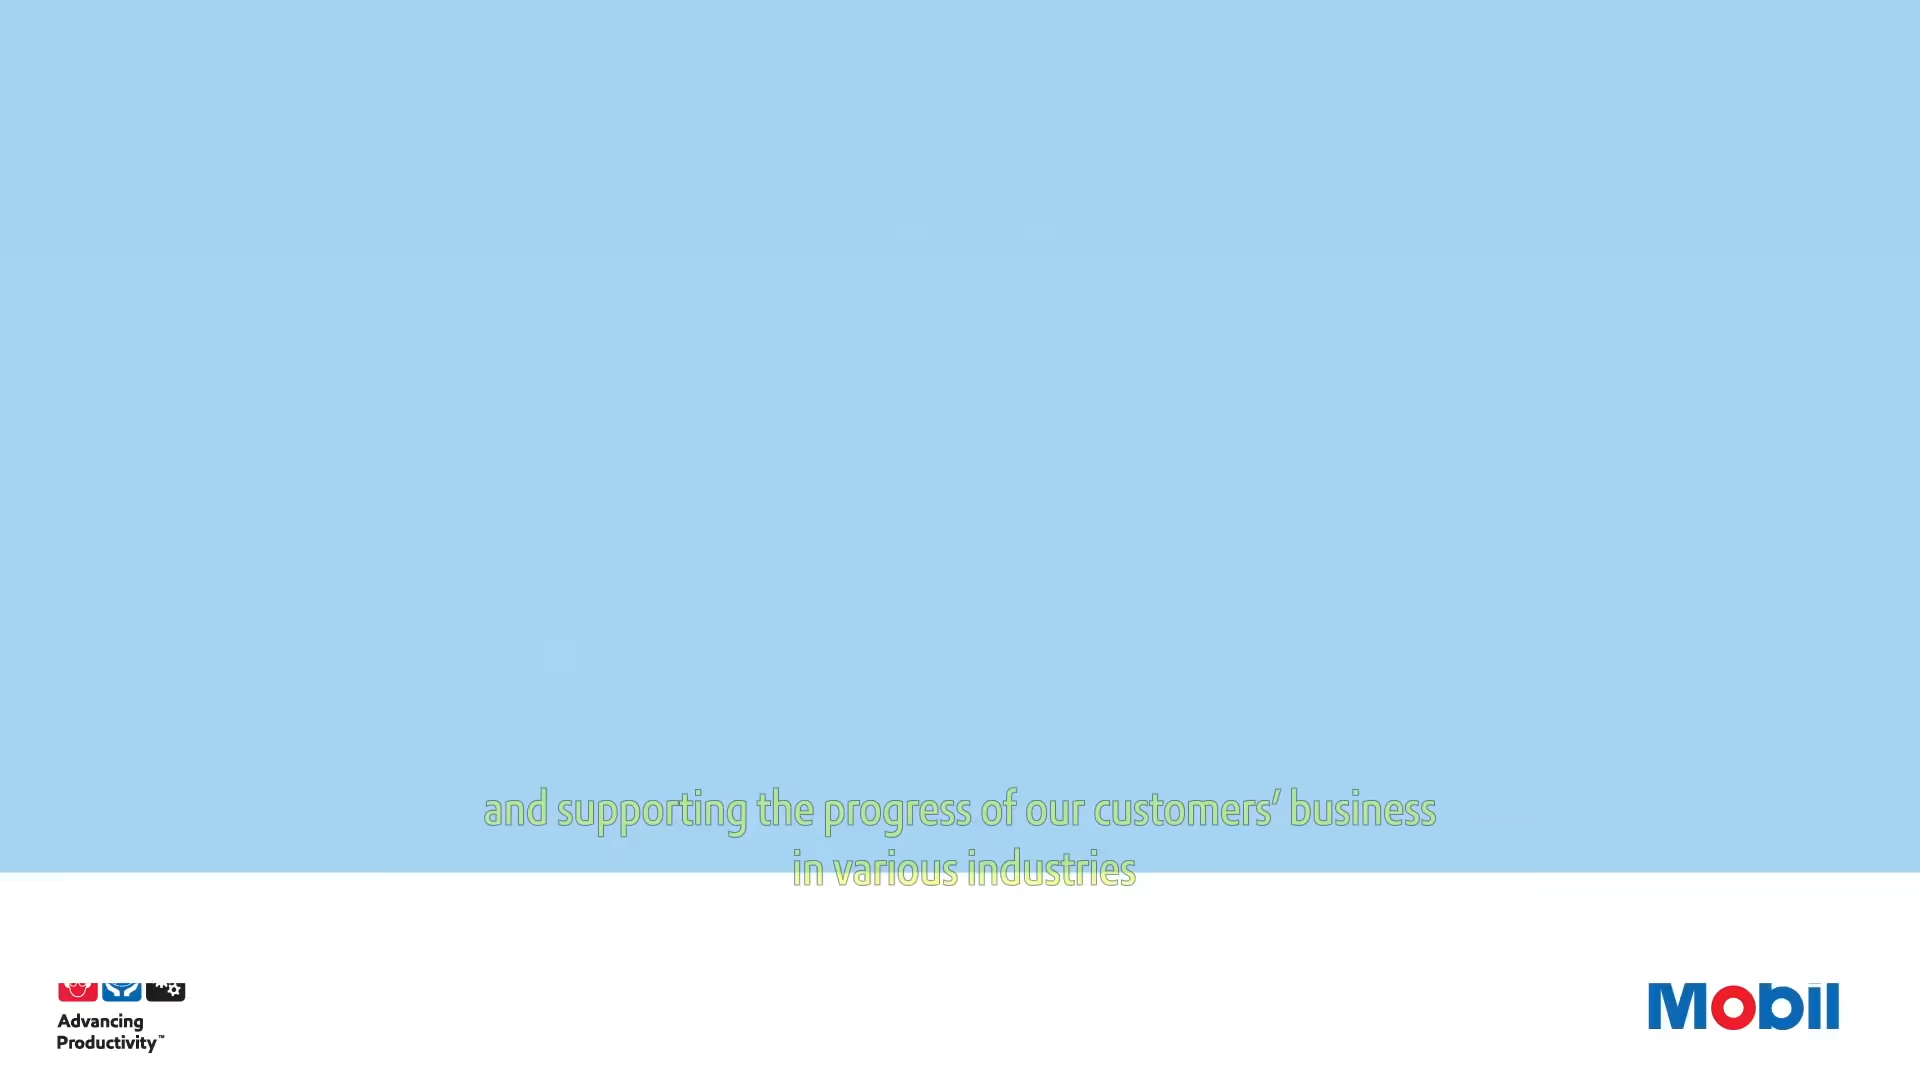 and supporting the progress of our customers’ business
in various industries
Advancing
Productivity™
Mobil